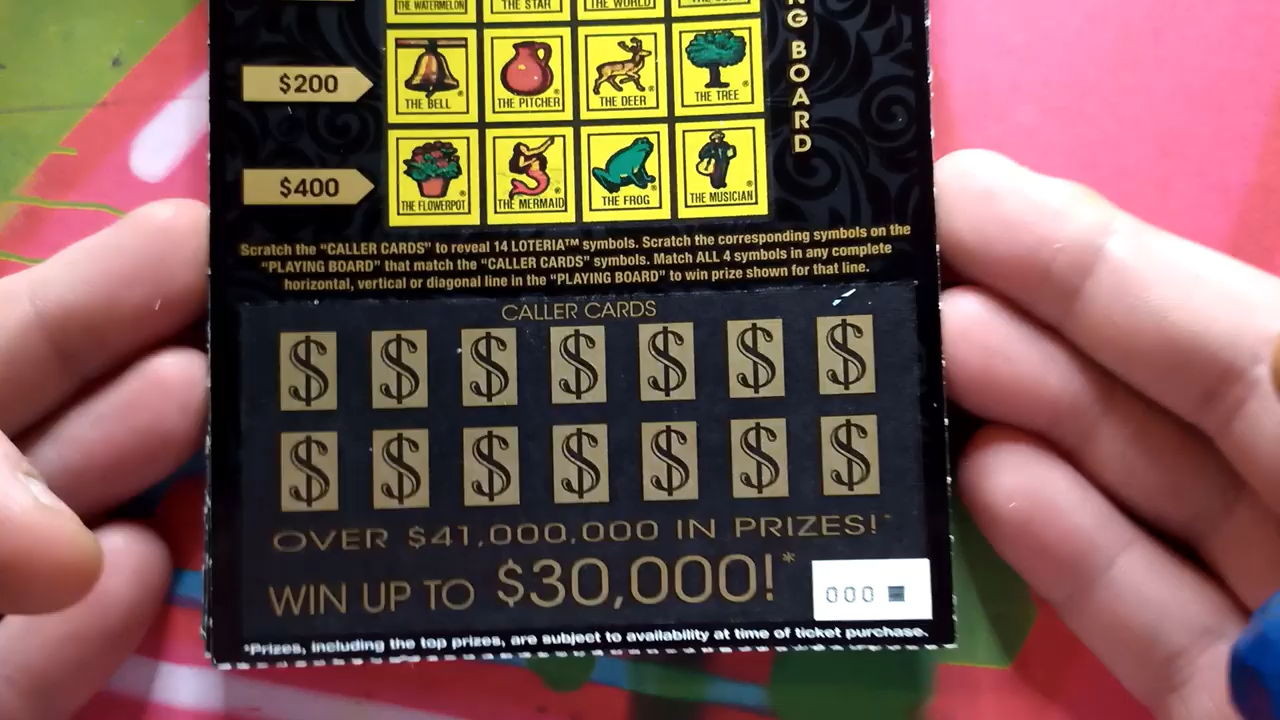 THE WATERMELON THE STAR THE WORLD
$200
THE BELL ® THE PITCHER ® THE DEER ® THE TREE ®
NG BOARD
$400
THE FLOWERPOT ® THE MERMAID ® THE FROG ® THE MUSICIAN ®
Scratch the “CALLER CARDS” to reveal 14 LOTERIA™ symbols. Scratch the corresponding symbols on the
“PLAYING BOARD” that match the “CALLER CARDS” symbols. Match ALL 4 symbols in any complete
horizontal, vertical or diagonal line in the “PLAYING BOARD” to win prize shown for that line.
CALLER CARDS
$ $ $ $ $ $ $
$ $ $ $ $ $ $
OVER $41,000,000 IN PRIZES!*
WIN UP TO $30,000!*
000
*Prizes, including the top prizes, are subject to availability at time of ticket purchase.